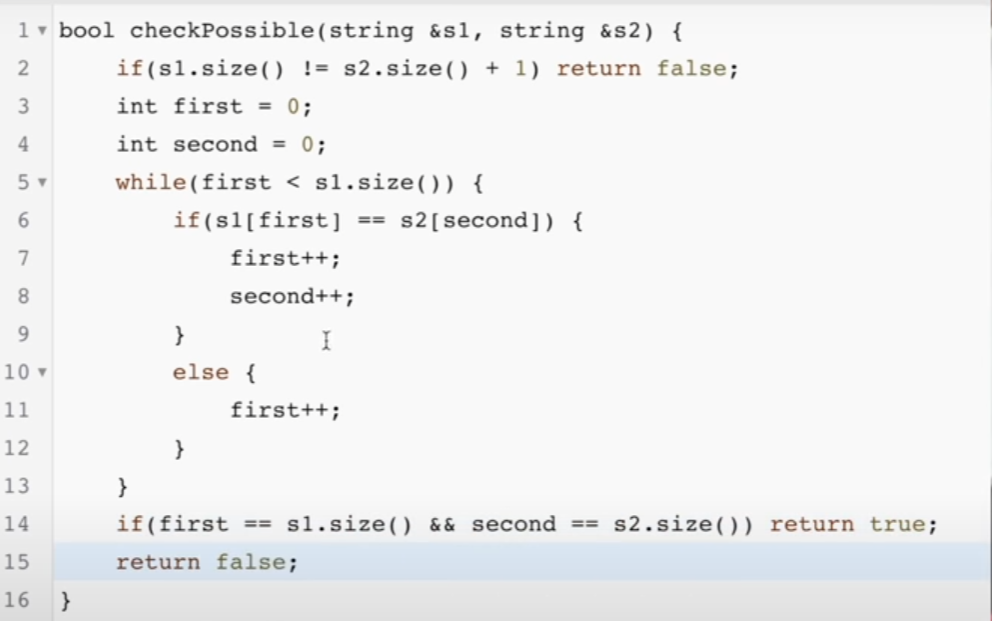 1 bool checkPossible(string &s1, string &s2) {
2     if(s1.size() != s2.size() + 1) return false;
3     int first = 0;
4     int second = 0;
5     while(first < s1.size()) {
6         if(s1[first] == s2[second]) {
7             first++;
8             second++;
9         }
10         else {
11             first++;
12         }
13     }
14     if(first == s1.size() && second == s2.size()) return true;
15     return false;
16 }